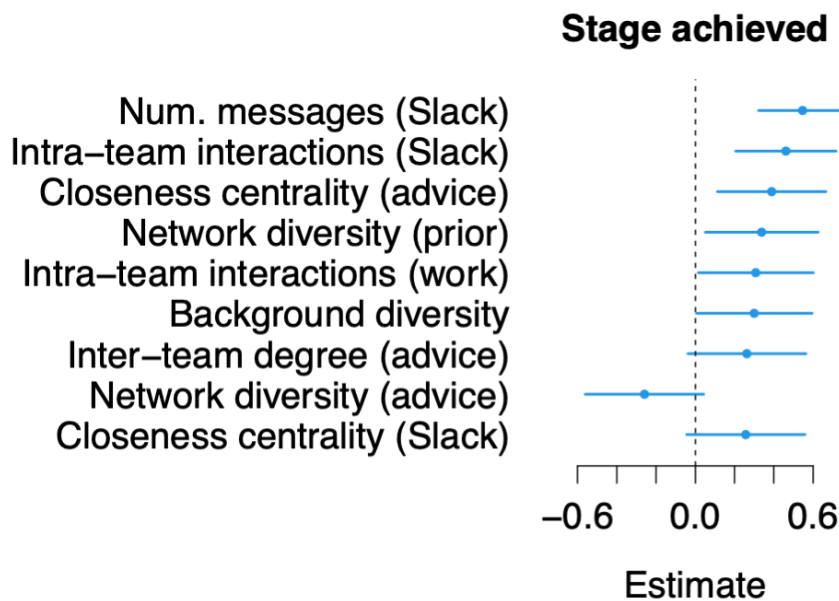 Stage achieved
Num. messages (Slack)
Intra−team interactions (Slack)
Closeness centrality (advice)
Network diversity (prior)
Intra−team interactions (work)
Background diversity
Inter−team degree (advice)
Network diversity (advice)
Closeness centrality (Slack)
−0.6 0.0 0.6
Estimate